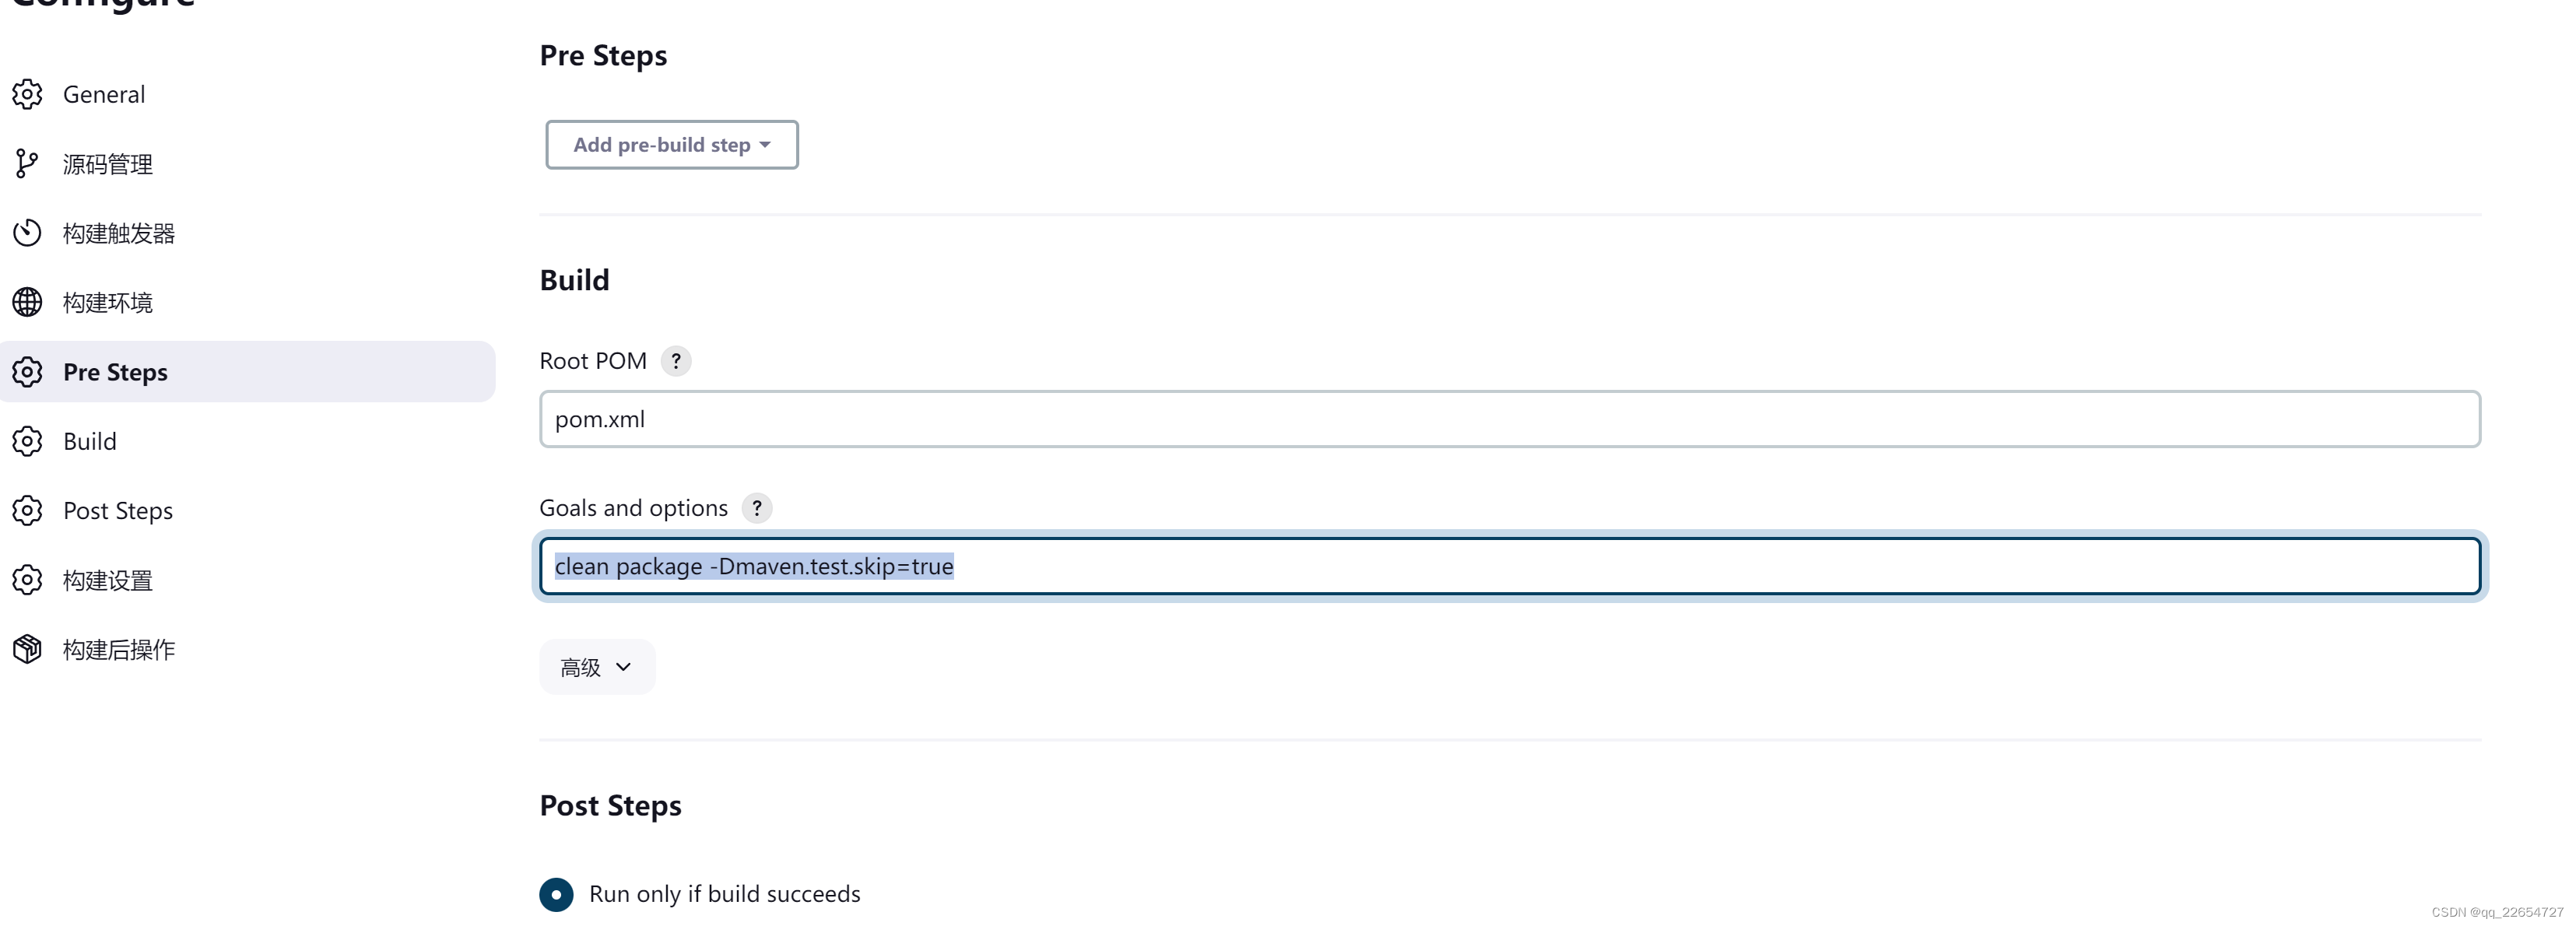 General
源码管理
构建触发器
构建环境
Pre Steps
Build
Post Steps
构建设置
构建后操作
Pre Steps
Add pre-build step
Build
Root POM ?
pom.xml
Goals and options ?
clean package -Dmaven.test.skip=true
高级
Post Steps
Run only if build succeeds
CSDN @qq_22654727